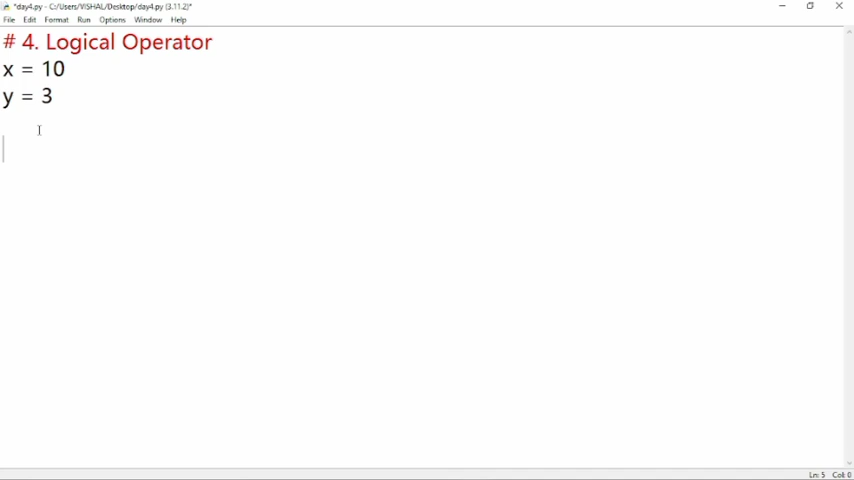 *day4.py - C:/Users/VISHAL/Desktop/day4.py (3.11.2)*
File Edit Format Run Options Window Help
# 4. Logical Operator
x = 10
y = 3
Ln: 5 Col: 0